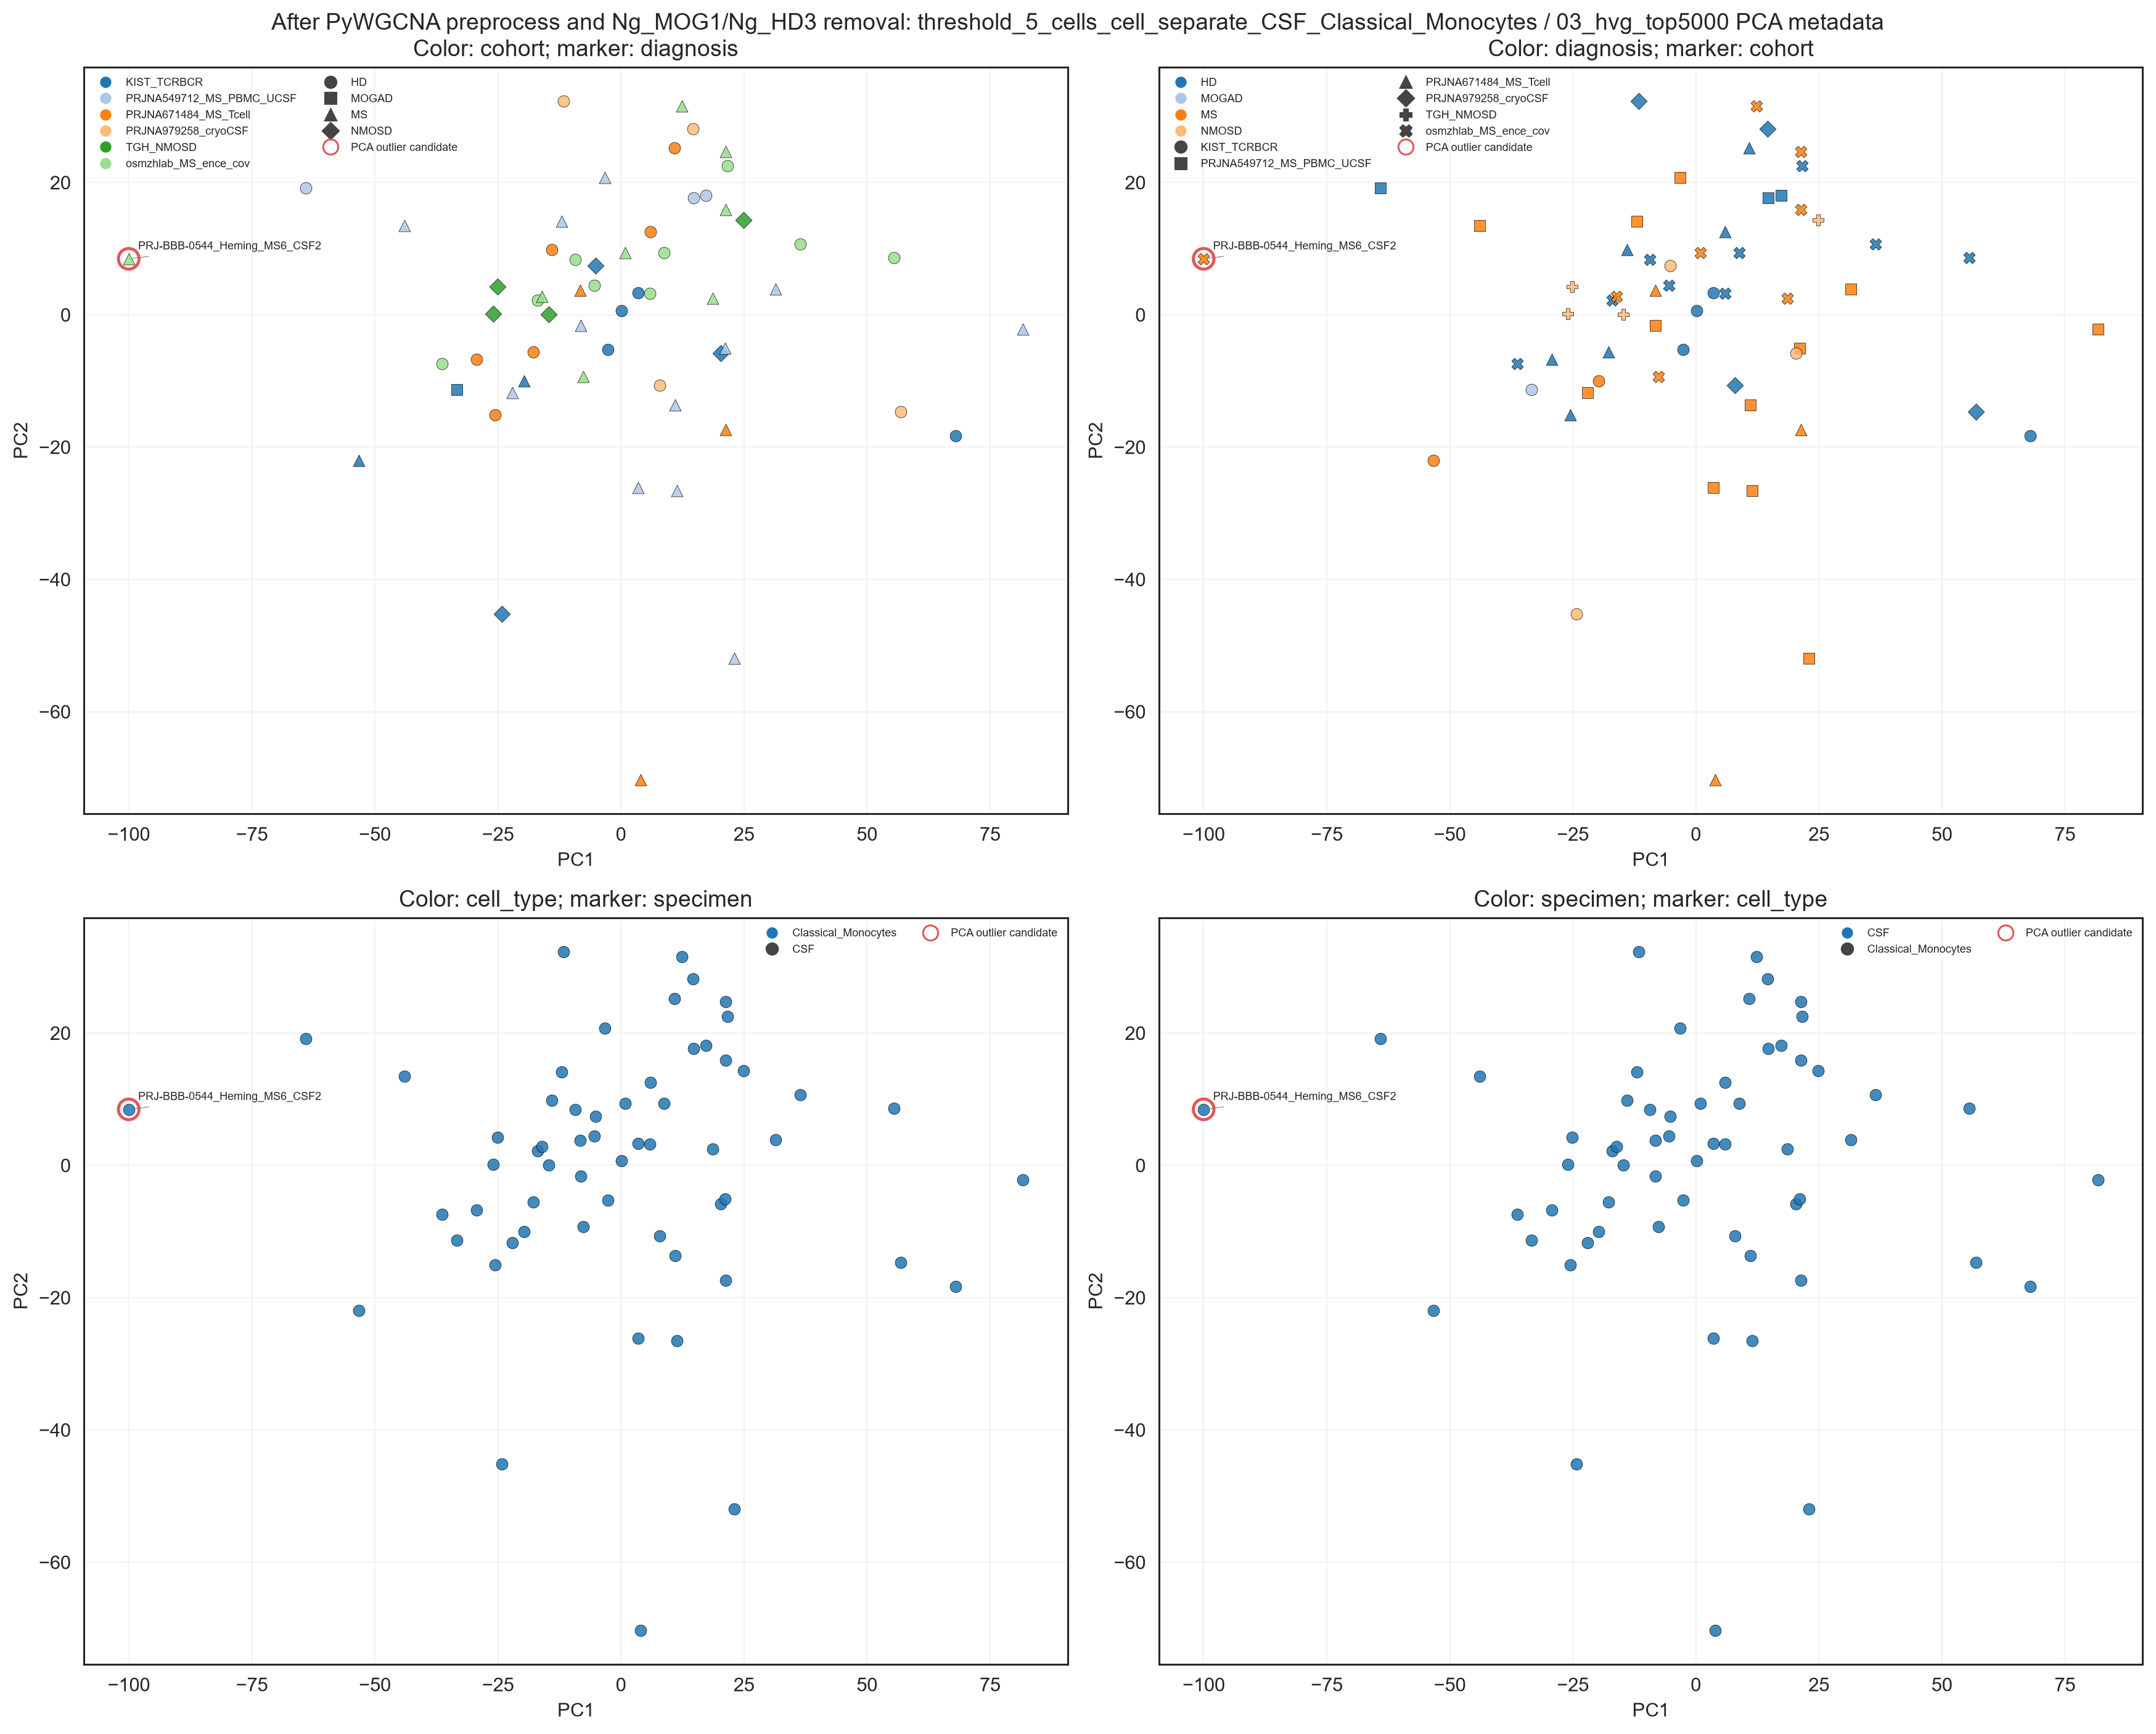 After PyWGCNA preprocess and Ng_MOG1/Ng_HD3 removal: threshold_5_cells_cell_separate_CSF_Classical_Monocytes / 03_hvg_top5000 PCA metadata
Color: cohort; marker: diagnosis
KIST_TCRBCR
PRJNA549712_MS_PBMC_UCSF
PRJNA671484_MS_Tcell
PRJNA979258_cryoCSF
TGH_NMOSD
osmzhlab_MS_ence_cov
HD
MOGAD
MS
NMOSD
PCA outlier candidate
PRJ-BBB-0544_Heming_MS6_CSF2
PC2
20
0
−20
−40
−60
−100 −75 −50 −25 0 25 50 75
PC1
Color: diagnosis; marker: cohort
HD
MOGAD
MS
NMOSD
KIST_TCRBCR
PRJNA549712_MS_PBMC_UCSF
PRJNA671484_MS_Tcell
PRJNA979258_cryoCSF
TGH_NMOSD
osmzhlab_MS_ence_cov
PCA outlier candidate
PRJ-BBB-0544_Heming_MS6_CSF2
PC2
20
0
−20
−40
−60
−100 −75 −50 −25 0 25 50 75
PC1
Color: cell_type; marker: specimen
Classical_Monocytes
CSF
PCA outlier candidate
PRJ-BBB-0544_Heming_MS6_CSF2
PC2
20
0
−20
−40
−60
−100 −75 −50 −25 0 25 50 75
PC1
Color: specimen; marker: cell_type
CSF
Classical_Monocytes
PCA outlier candidate
PRJ-BBB-0544_Heming_MS6_CSF2
PC2
20
0
−20
−40
−60
−100 −75 −50 −25 0 25 50 75
PC1